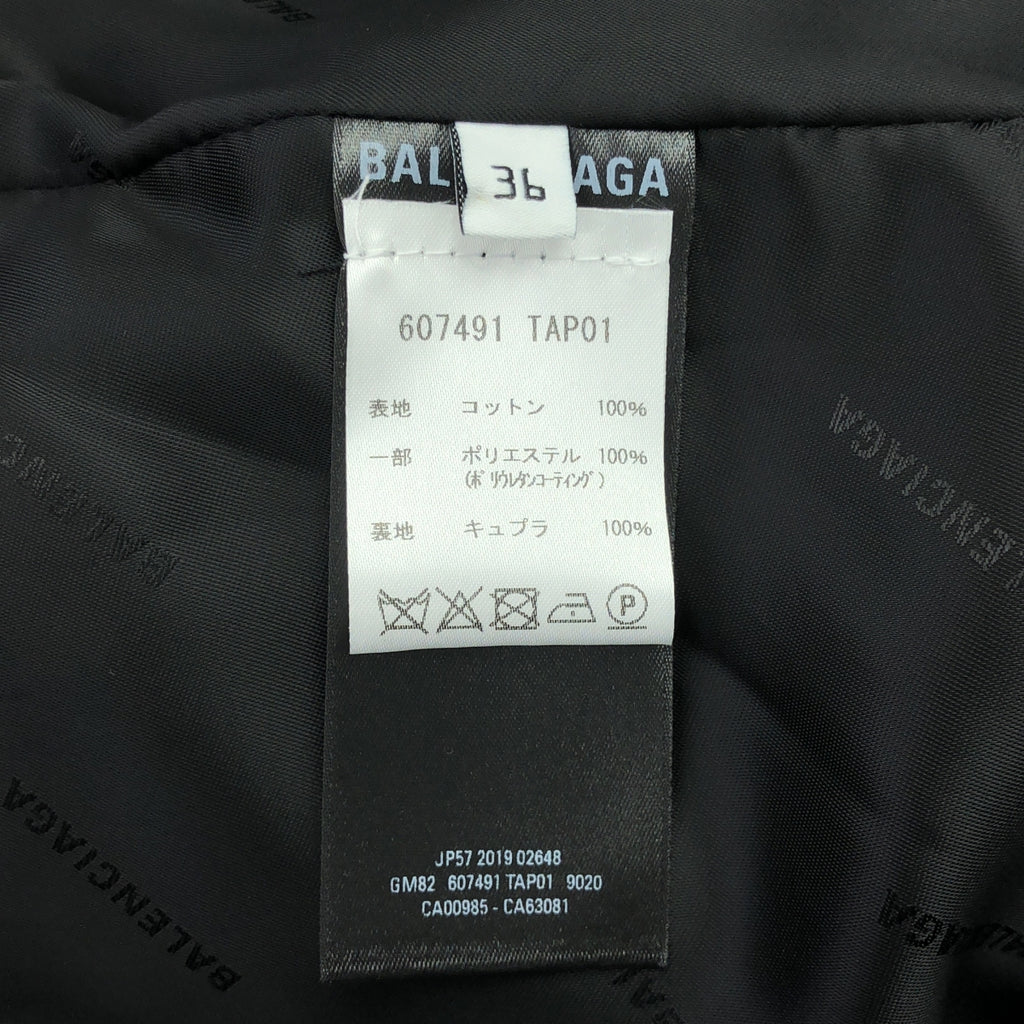 BAL
36
AGA
607491 TAP01
表地 コットン 100%
一部 ポリエステル 100%
(ポリウレタンコーティング)
裏地 キュプラ 100%
P
JP57 2019 02648
GM82 607491 TAP01 9020
CA00985 - CA63081
BALENCIAGA
LENCIAGA